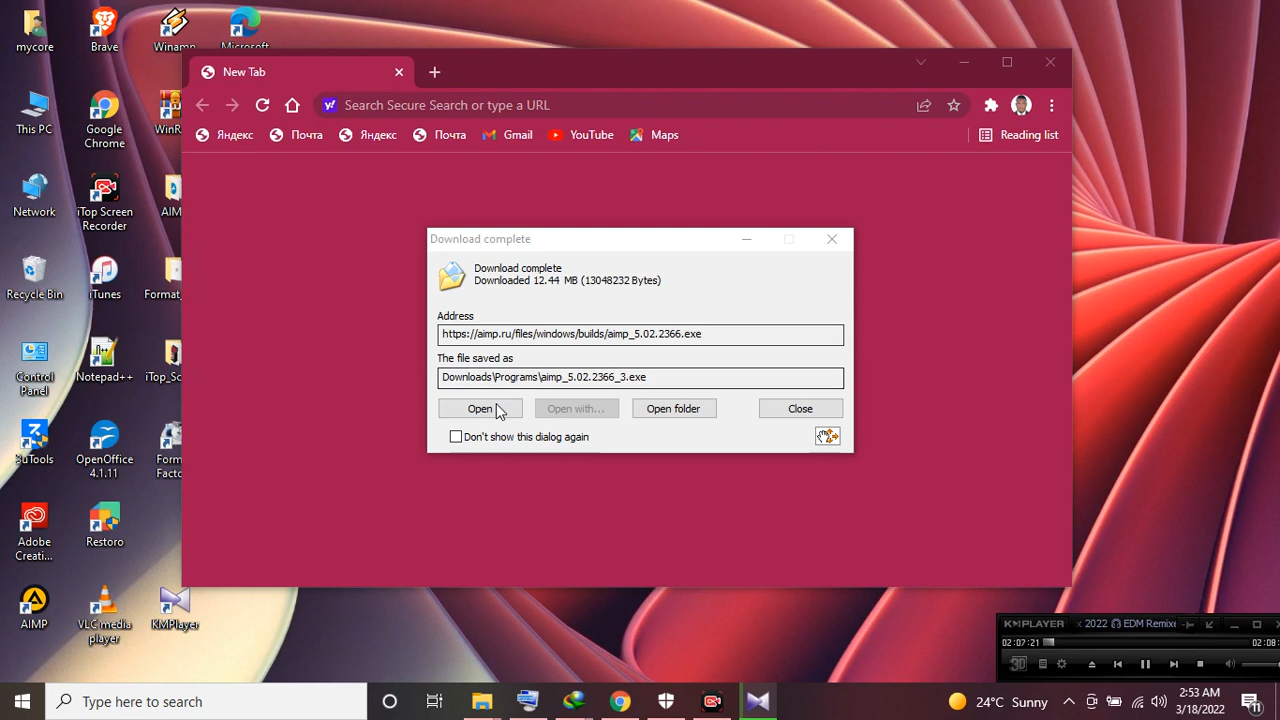 mycore
Brave
Winamp
Microsoft
This PC
Google
Chrome
WinR
Network
iTop Screen
Recorder
AIM
Recycle Bin
iTunes
Format_
Control
Panel
Notepad++
iTop_S
OpenOffice
4.1.11
Form
Facto
Adobe
Creati...
Restoro
AIMP
VLC media
player
KMPlayer
New Tab
Search Secure Search or type a URL
Яндекс
Почта
Яндекс
Почта
Gmail
YouTube
Maps
Reading list
Download complete
Download complete
Downloaded 12.44 MB (13048232 Bytes)
Address
https://aimp.ru/files/windows/builds/aimp_5.02.2366.exe
The file saved as
Downloads\Programs\aimp_5.02.2366_3.exe
Open
Open with...
Open folder
Close
Don't show this dialog again
KMPLAYER
x 2022 🎧 EDM Remixe
02:07:21
02:08:
3D
Type here to search
24°C Sunny
2:53 AM
3/18/2022
11